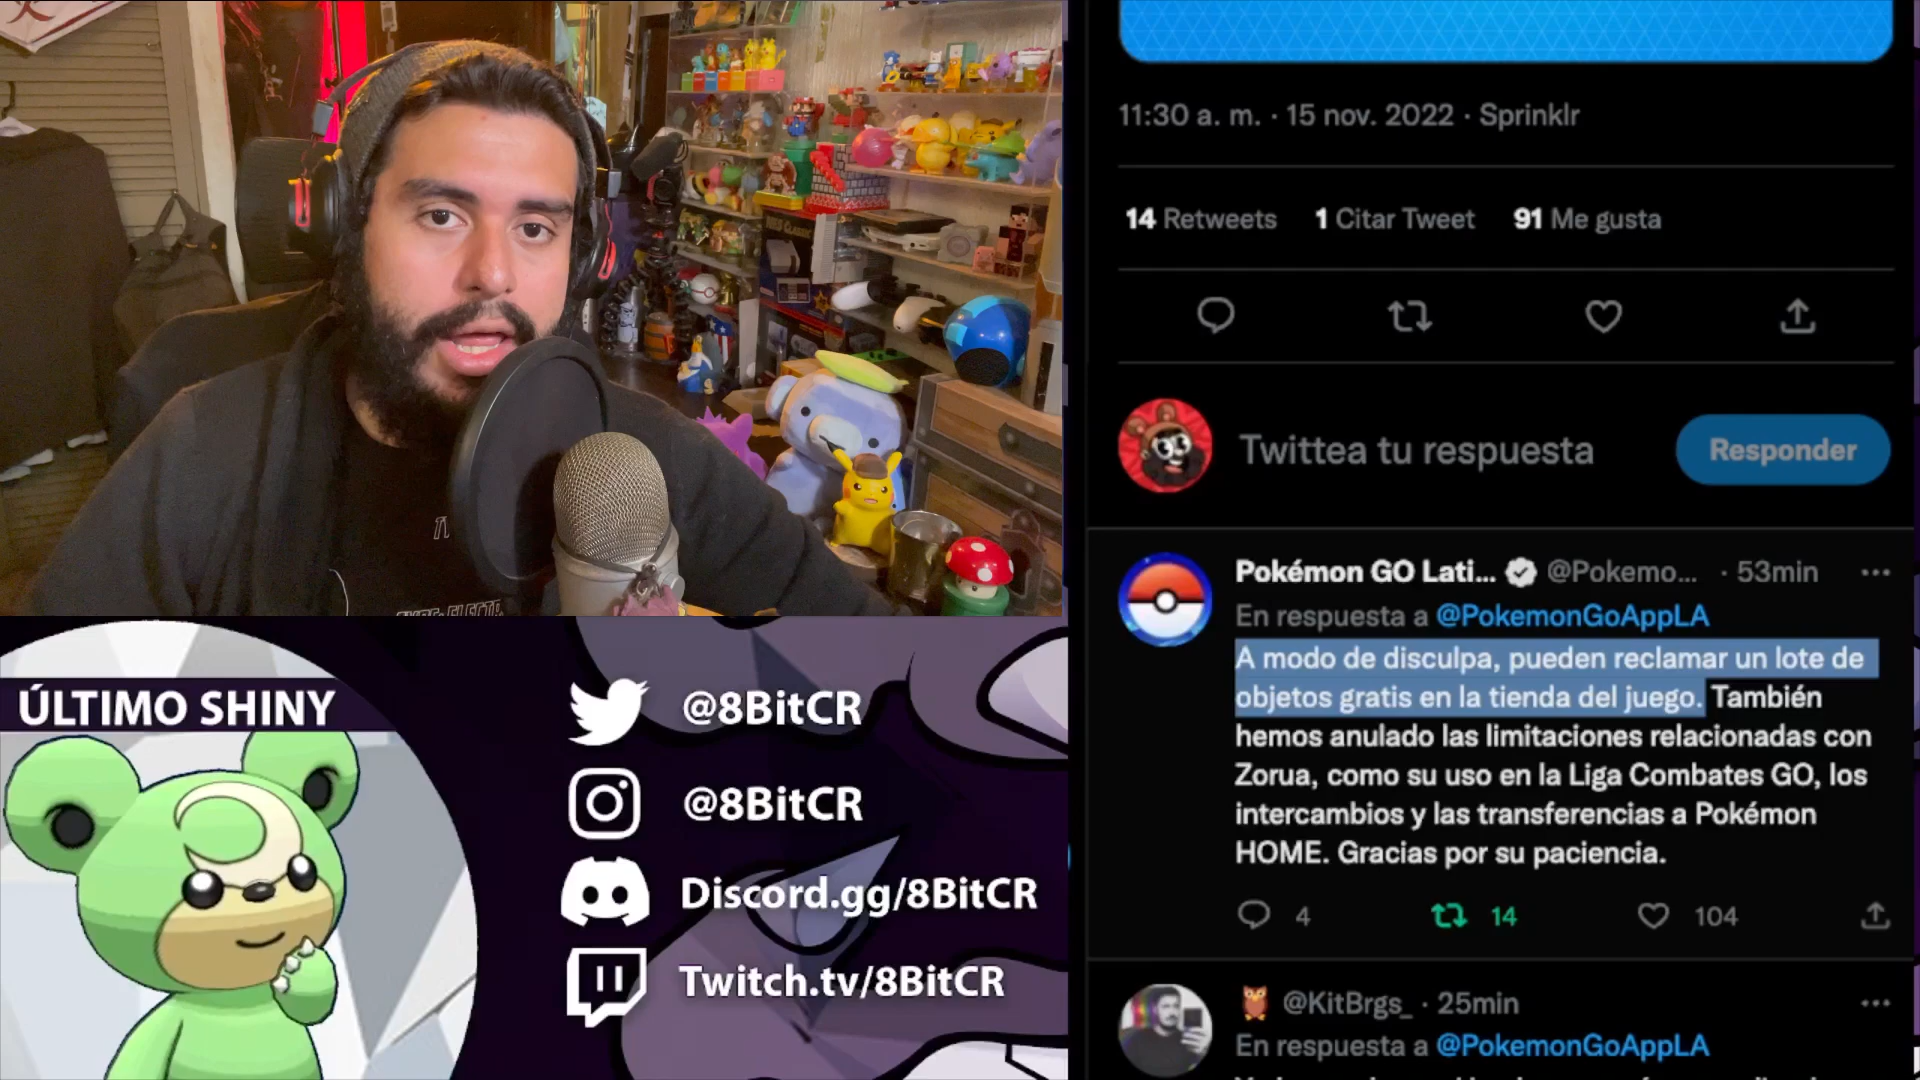 ÚLTIMO SHINY
@8BitCR
@8BitCR
Discord.gg/8BitCR
Twitch.tv/8BitCR
11:30 a. m. · 15 nov. 2022 · Sprinklr
14 Retweets 1 Citar Tweet 91 Me gusta
Twittea tu respuesta
Responder
Pokémon GO Lati... @Pokemo... · 53min
En respuesta a @PokemonGoAppLA
A modo de disculpa, pueden reclamar un lote de
objetos gratis en la tienda del juego. También
hemos anulado las limitaciones relacionadas con
Zorua, como su uso en la Liga Combates GO, los
intercambios y las transferencias a Pokémon
HOME. Gracias por su paciencia.
4 14 104
@KitBrgs_ · 25min
En respuesta a @PokemonGoAppLA